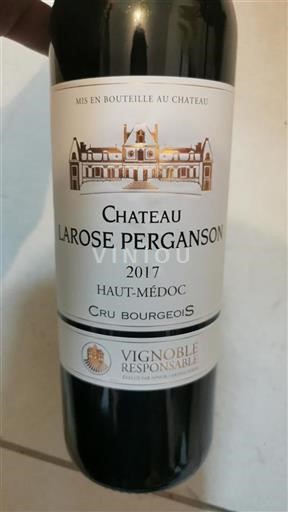 MIS EN BOUTEILLE AU CHATEAU
CHATEAU
LAROSE PERGANSON
VINIOU
2017
HAUT-MÉDOC
CRU BOURGEOIS
VIGNOBLE
RESPONSABLE